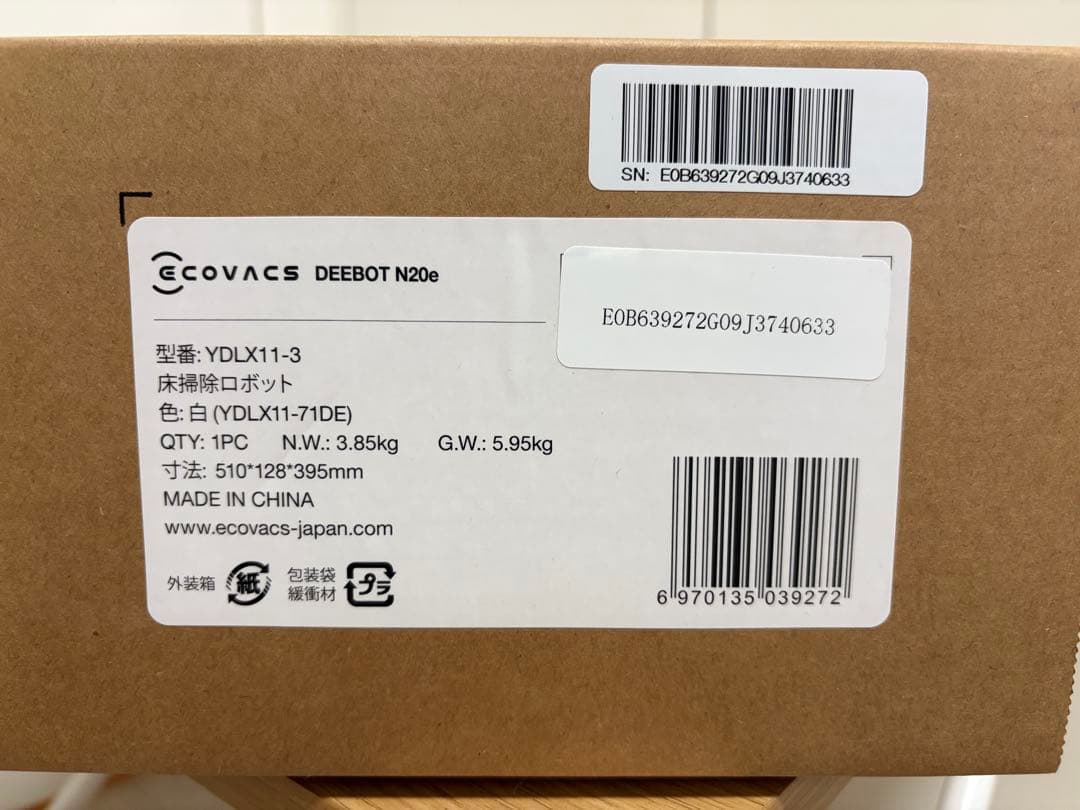 SN: E0B639272G09J3740633
ECOVACS DEEBOT N20e
E0B639272G09J3740633
型番: YDLX11-3
床掃除ロボット
色: 白 (YDLX11-71DE)
QTY: 1PC N.W.: 3.85kg G.W.: 5.95kg
寸法: 510*128*395mm
MADE IN CHINA
www.ecovacs-japan.com
外装箱 紙 包装袋 プラ
緩衝材
6 970135 039272